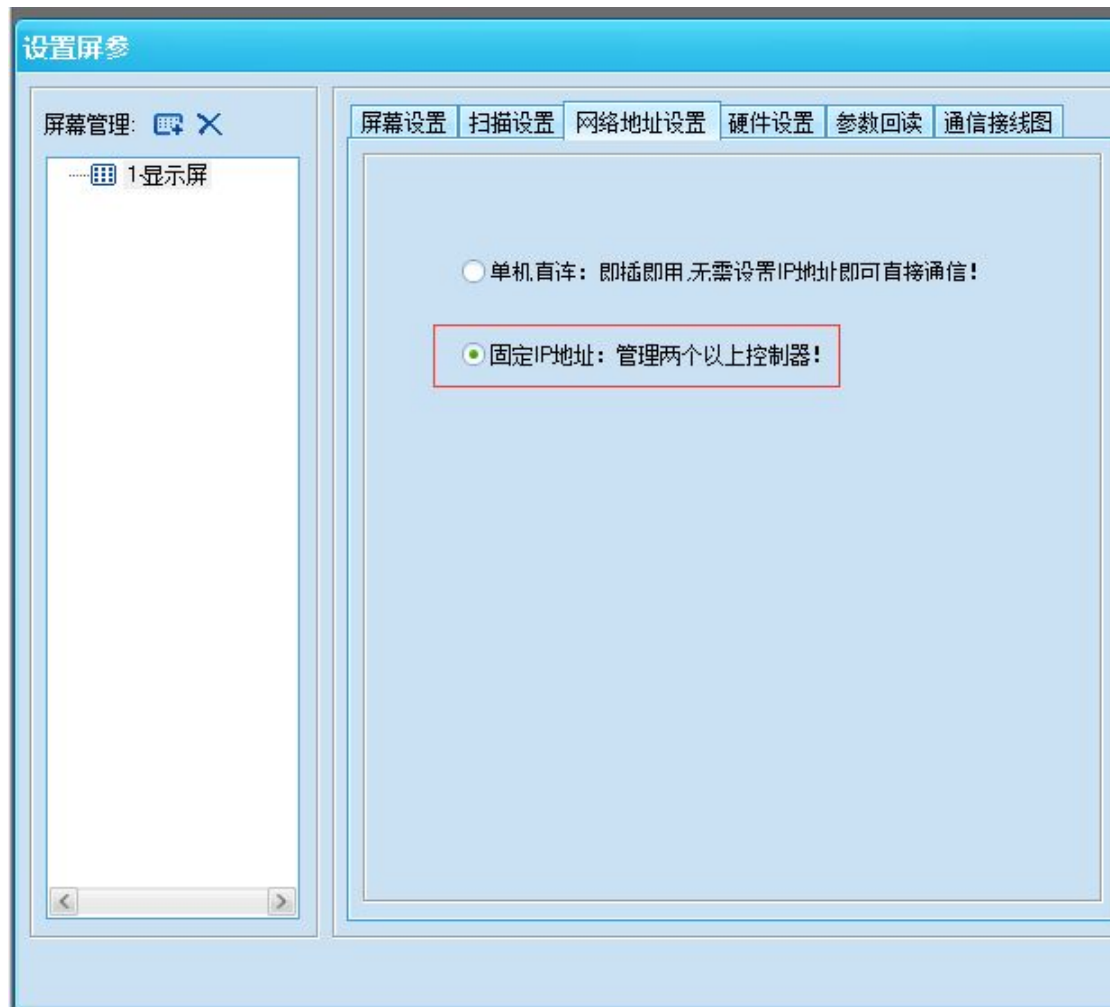 设置屏参
屏幕管理:
屏幕设置 扫描设置 网络地址设置 硬件设置 参数回读 通信接线图
1-显示屏
单机直连：即插即用,无需设置IP地址即可直接通信！
固定IP地址：管理两个以上控制器！